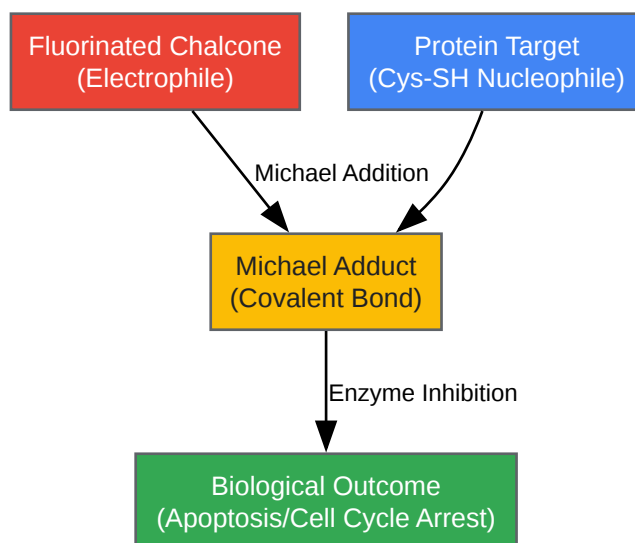 Fluorinated Chalcone
(Electrophile)
Protein Target
(Cys-SH Nucleophile)
Michael Addition
Michael Adduct
(Covalent Bond)
Enzyme Inhibition
Biological Outcome
(Apoptosis/Cell Cycle Arrest)